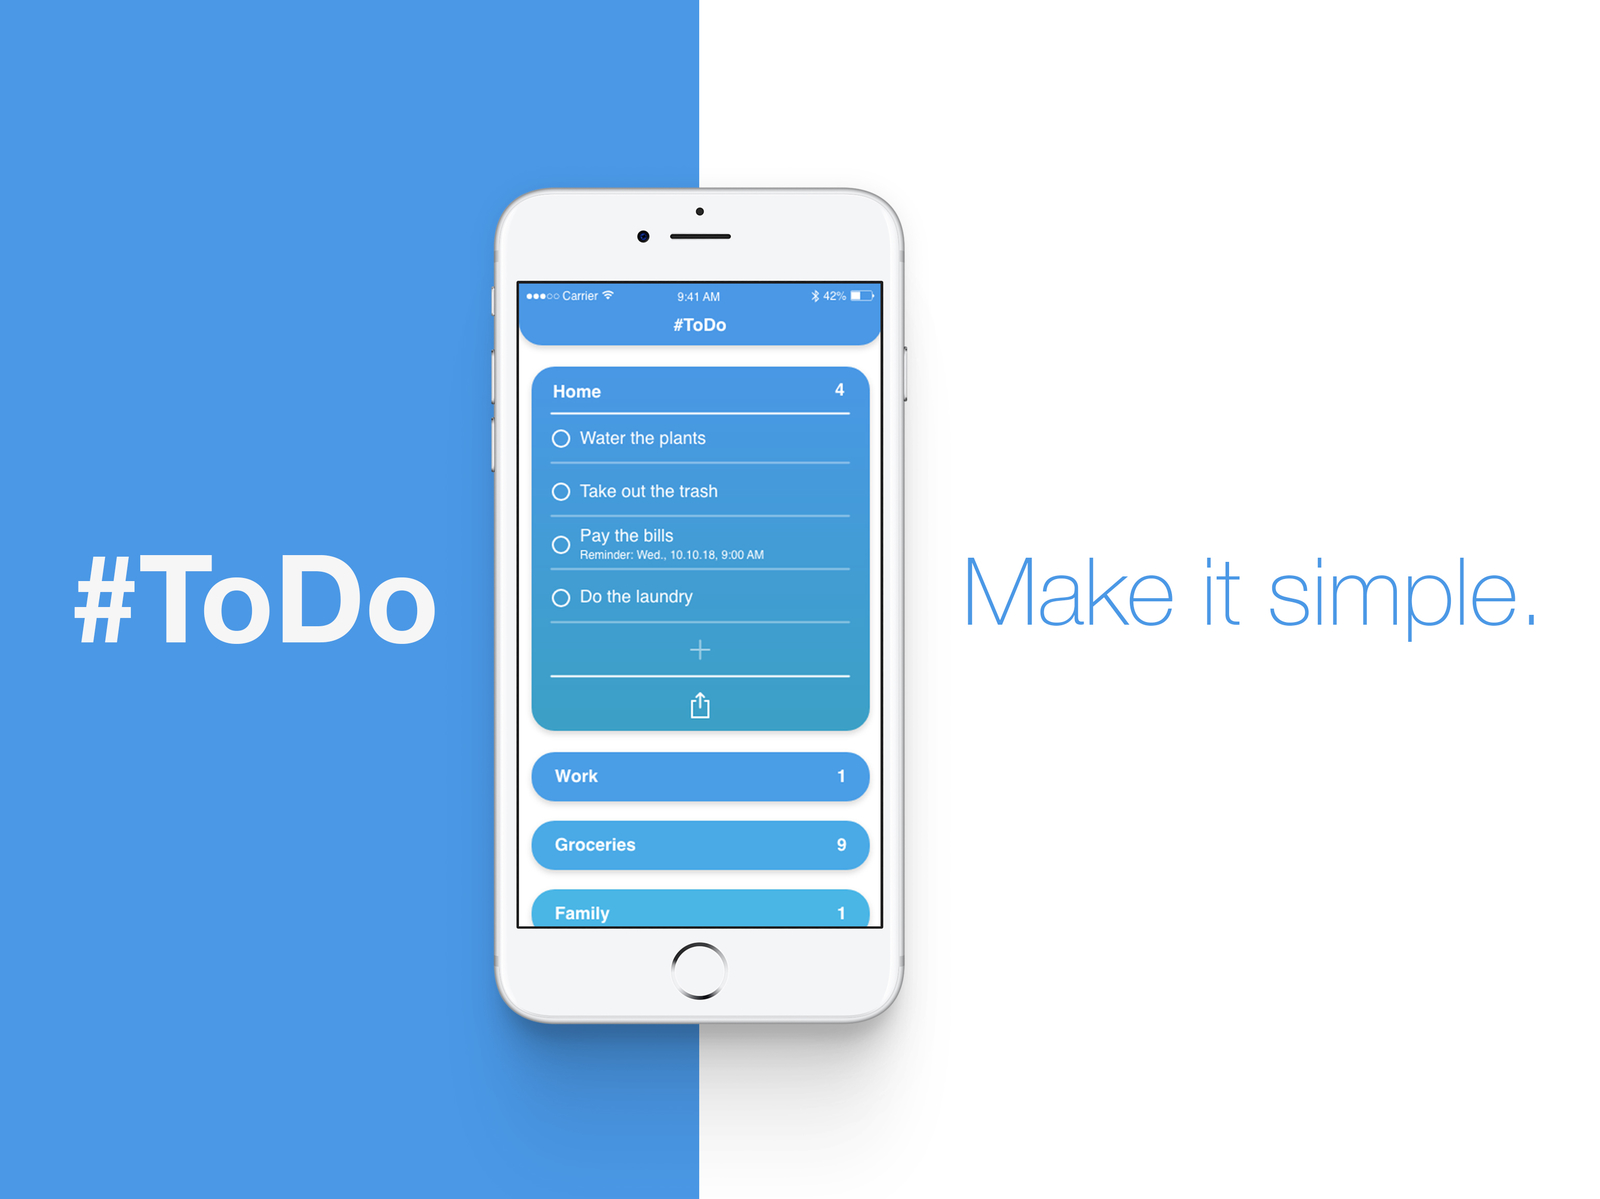 #ToDo
Carrier 9:41 AM 42%
#ToDo
Home 4
Water the plants
Take out the trash
Pay the bills
Reminder: Wed., 10.10.18, 9:00 AM
Do the laundry
Work 1
Groceries 9
Family 1
Make it simple.